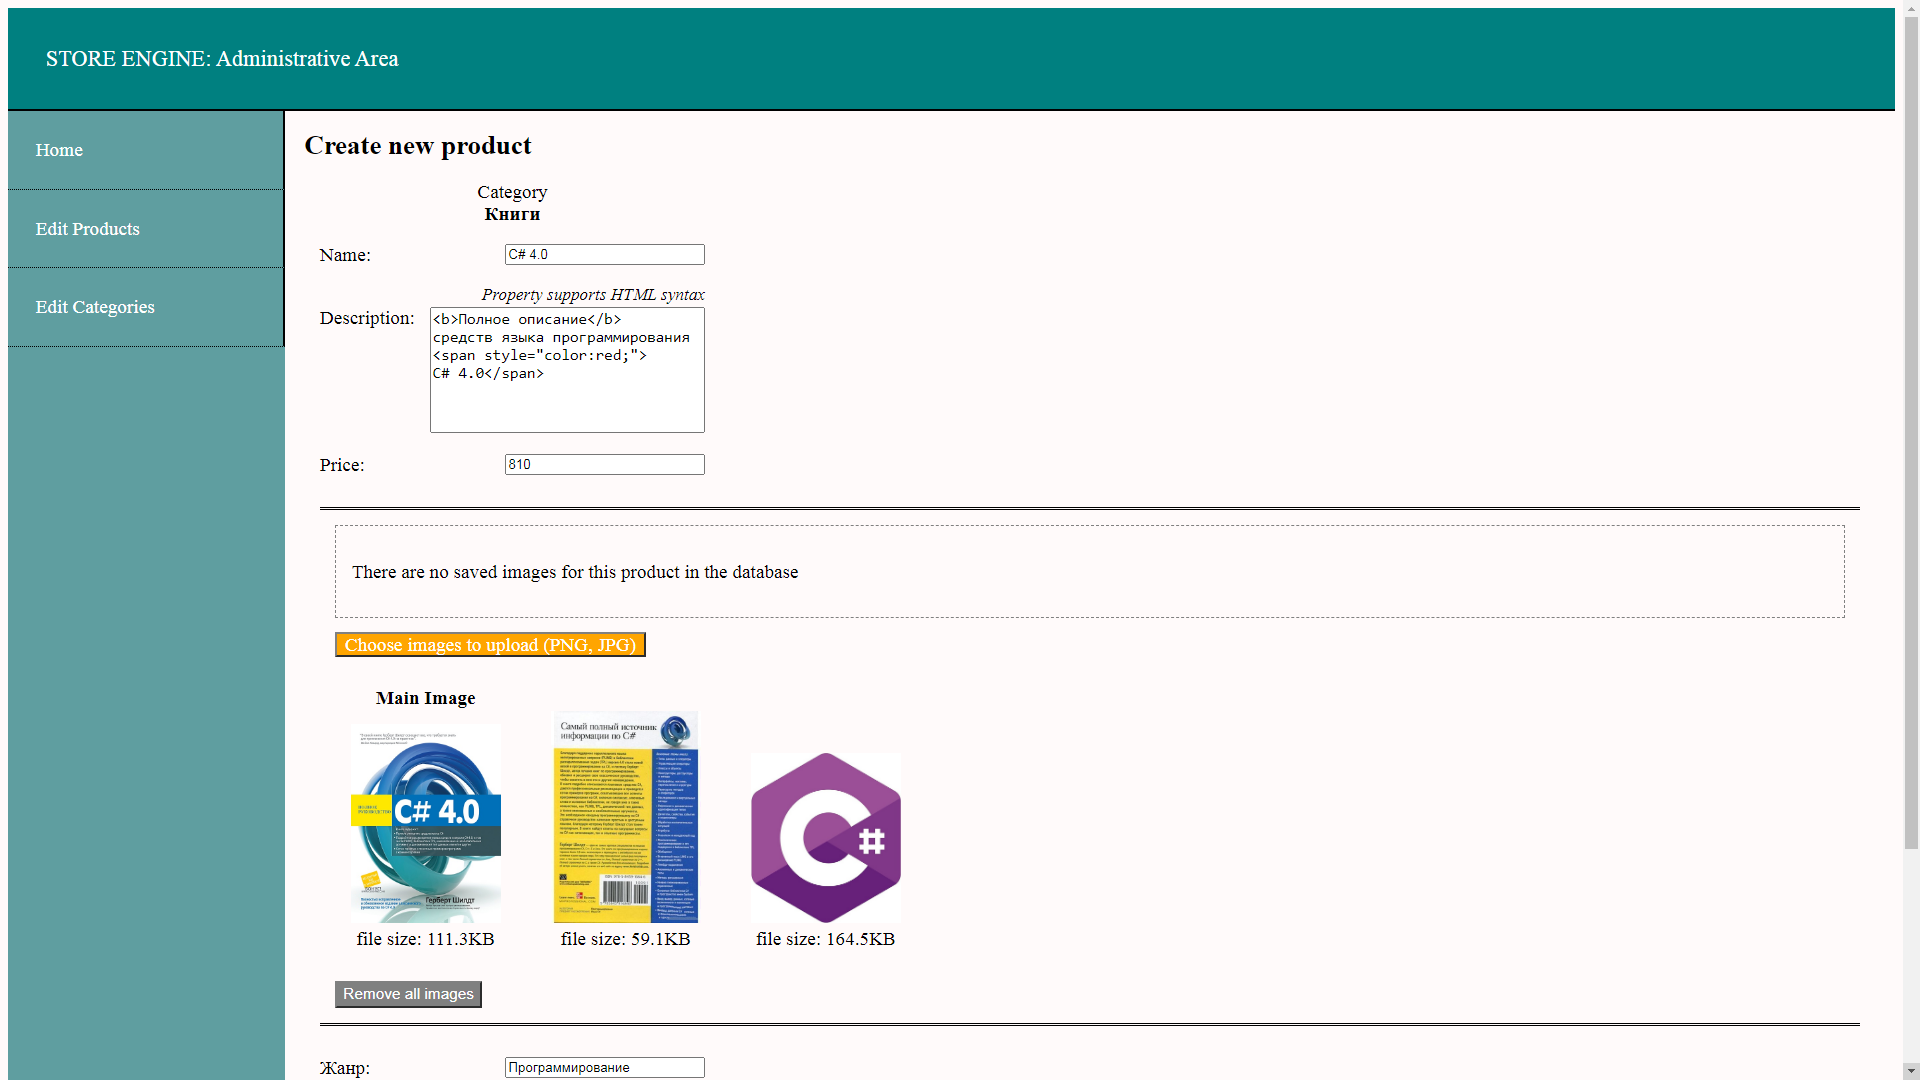 STORE ENGINE: Administrative Area
Home
Edit Products
Edit Categories
Create new product
Category
Книги
Name:
C# 4.0
Property supports HTML syntax
Description:
<b>Полное описание</b>
средств языка программирования
<span style="color:red;">
C# 4.0</span>
Price:
810
There are no saved images for this product in the database
Choose images to upload (PNG, JPG)
Main Image
C# 4.0
Герберт Шилдт
file size: 111.3KB
Самый полный источник
информации по C#
file size: 59.1KB
C#
file size: 164.5KB
Remove all images
Жанр:
Программирование